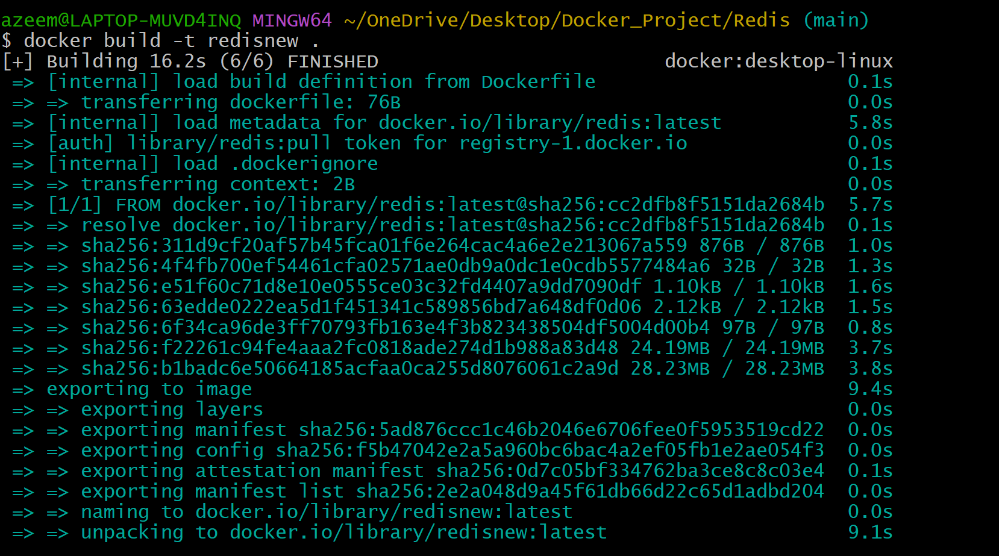 azeem@LAPTOP-MUVD4INQ MINGW64 ~/OneDrive/Desktop/Docker_Project/Redis (main)
$ docker build -t redisnew .
[+] Building 16.2s (6/6) FINISHED docker:desktop-linux
=> [internal] load build definition from Dockerfile 0.1s
=> => transferring dockerfile: 76B 0.0s
=> [internal] load metadata for docker.io/library/redis:latest 5.8s
=> [auth] library/redis:pull token for registry-1.docker.io 0.0s
=> [internal] load .dockerignore 0.1s
=> => transferring context: 2B 0.0s
=> [1/1] FROM docker.io/library/redis:latest@sha256:cc2dfb8f5151da2684b 5.7s
=> => resolve docker.io/library/redis:latest@sha256:cc2dfb8f5151da2684b 0.1s
=> => sha256:311d9cf20af57b45fca01f6e264cac4a6e2e213067a559 876B / 876B 1.0s
=> => sha256:4f4fb700ef54461cfa02571ae0db9a0dc1e0cdb5577484a6 32B / 32B 1.3s
=> => sha256:e51f60c71d8e10e0555ce03c32fd4407a9dd7090df 1.10kB / 1.10kB 1.6s
=> => sha256:63edde0222ea5d1f451341c589856bd7a648df0d06 2.12kB / 2.12kB 1.5s
=> => sha256:6f34ca96de3ff70793fb163e4f3b823438504df5004d00b4 97B / 97B 0.8s
=> => sha256:f22261c94fe4aaa2fc0818ade274d1b988a83d48 24.19MB / 24.19MB 3.7s
=> => sha256:b1badc6e50664185acfaa0ca255d8076061c2a9d 28.23MB / 28.23MB 3.8s
=> exporting to image 9.4s
=> => exporting layers 0.0s
=> => exporting manifest sha256:5ad876ccc1c46b2046e6706fee0f5953519cd22 0.0s
=> => exporting config sha256:f5b47042e2a5a960bc6bac4a2ef05fb1e2ae054f3 0.0s
=> => exporting attestation manifest sha256:0d7c05bf334762ba3ce8c8c03e4 0.1s
=> => exporting manifest list sha256:2e2a048d9a45f61db66d22c65d1adbd204 0.0s
=> => naming to docker.io/library/redisnew:latest 0.0s
=> => unpacking to docker.io/library/redisnew:latest 9.1s